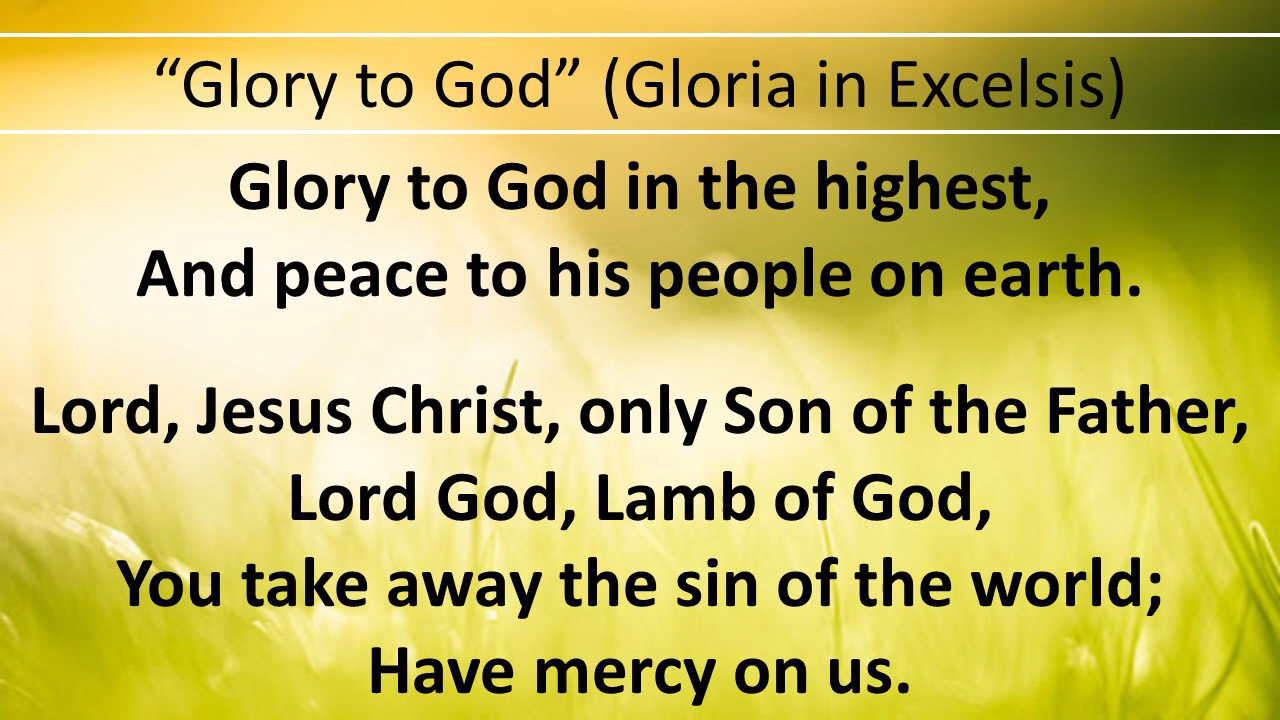 “Glory to God” (Gloria in Excelsis)
Glory to God in the highest,
And peace to his people on earth.
Lord, Jesus Christ, only Son of the Father,
Lord God, Lamb of God,
You take away the sin of the world;
Have mercy on us.